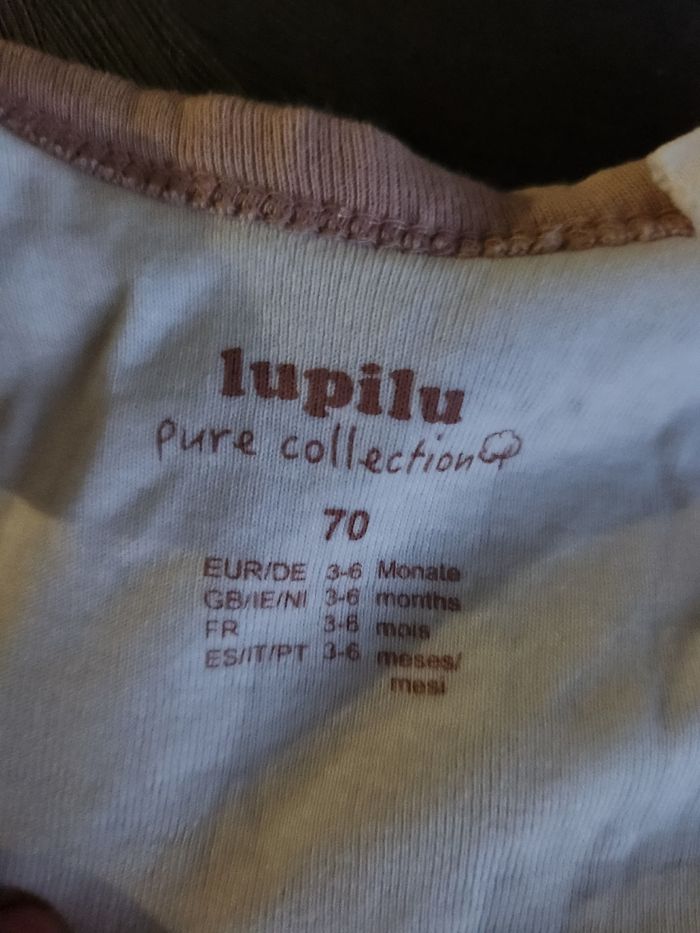 lupilu
pure collection
70
EUR/DE 3-6 Monate
GB/IE/NI 3-6 months
FR 3-6 mois
ES/IT/PT 3-6 meses/
mesi